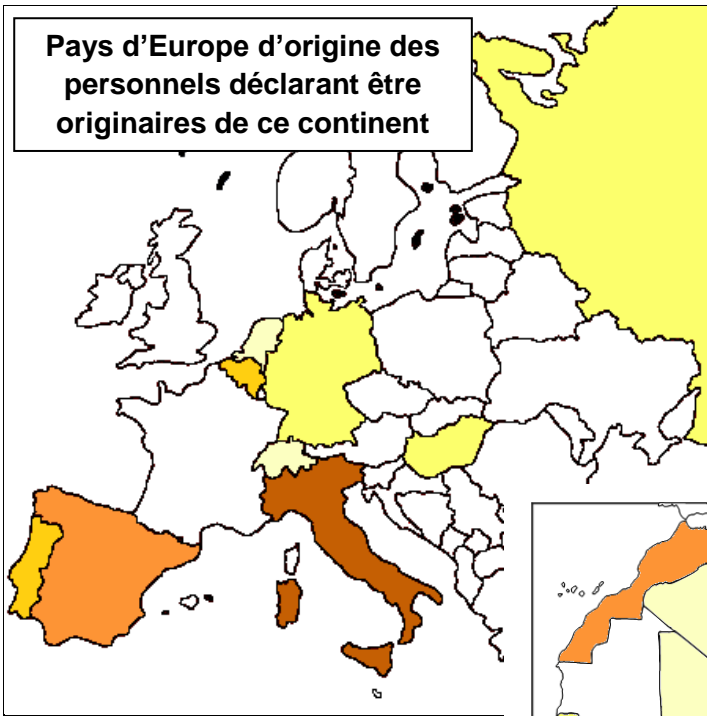 Pays d’Europe d’origine des
personnels déclarant être
originaires de ce continent